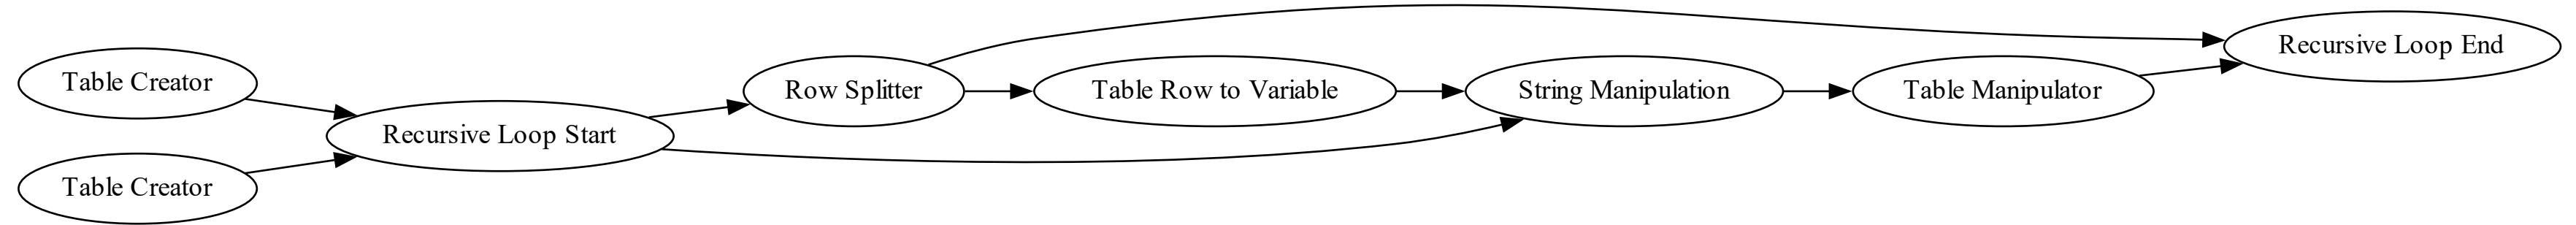 Table Creator
Table Creator
Recursive Loop Start
Row Splitter
Table Row to Variable
String Manipulation
Table Manipulator
Recursive Loop End